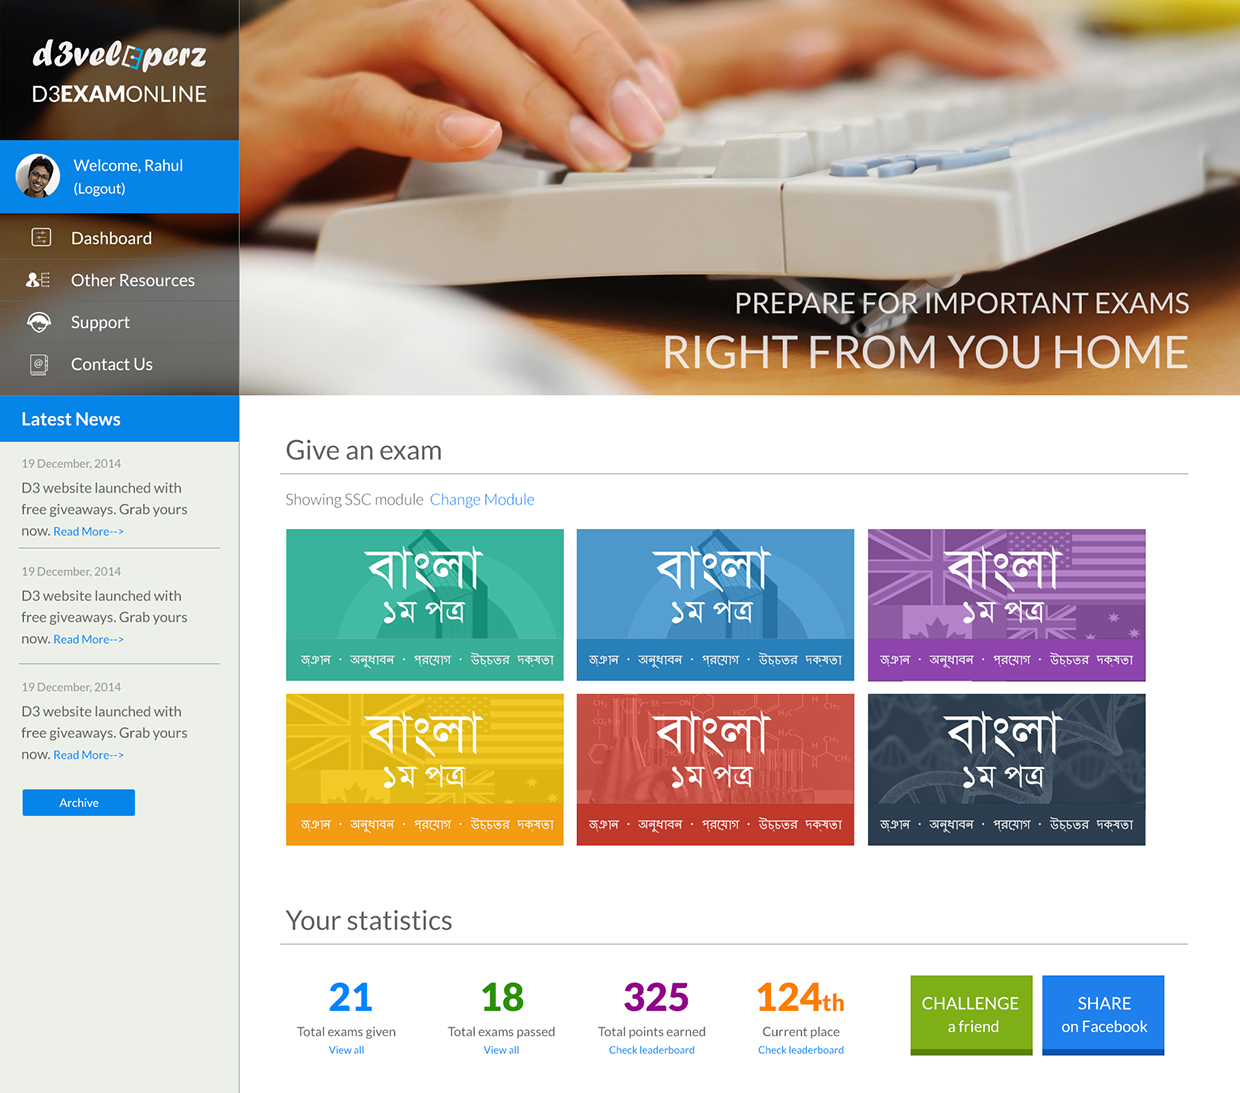 d3velperz
D3EXAMONLINE
Welcome, Rahul
(Logout)
Dashboard
Other Resources
Support
Contact Us
PREPARE FOR IMPORTANT EXAMS
RIGHT FROM YOU HOME
Latest News
19 December, 2014
D3 website launched with
free giveaways. Grab yours
now. Read More-->
19 December, 2014
D3 website launched with
free giveaways. Grab yours
now. Read More-->
19 December, 2014
D3 website launched with
free giveaways. Grab yours
now. Read More-->
Archive
Give an exam
Showing SSC module Change Module
বাংলা
১ম পত্র
জ্ঞান · অনুধাবন · প্রয়োগ · উচ্চতর দক্ষতা
বাংলা
১ম পত্র
জ্ঞান · অনুধাবন · প্রয়োগ · উচ্চতর দক্ষতা
বাংলা
১ম পত্র
জ্ঞান · অনুধাবন · প্রয়োগ · উচ্চতর দক্ষতা
বাংলা
১ম পত্র
জ্ঞান · অনুধাবন · প্রয়োগ · উচ্চতর দক্ষতা
বাংলা
১ম পত্র
জ্ঞান · অনুধাবন · প্রয়োগ · উচ্চতর দক্ষতা
বাংলা
১ম পত্র
জ্ঞান · অনুধাবন · প্রয়োগ · উচ্চতর দক্ষতা
Your statistics
21
Total exams given
View all
18
Total exams passed
View all
325
Total points earned
Check leaderboard
124th
Current place
Check leaderboard
CHALLENGE
a friend
SHARE
on Facebook